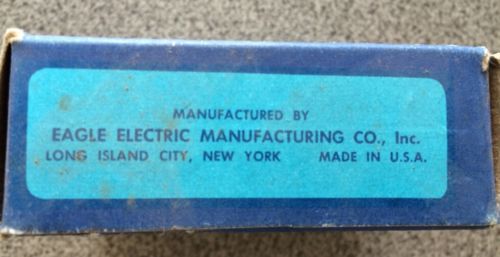 MANUFACTURED BY
EAGLE ELECTRIC MANUFACTURING CO., Inc.
LONG ISLAND CITY, NEW YORK MADE IN U.S.A.